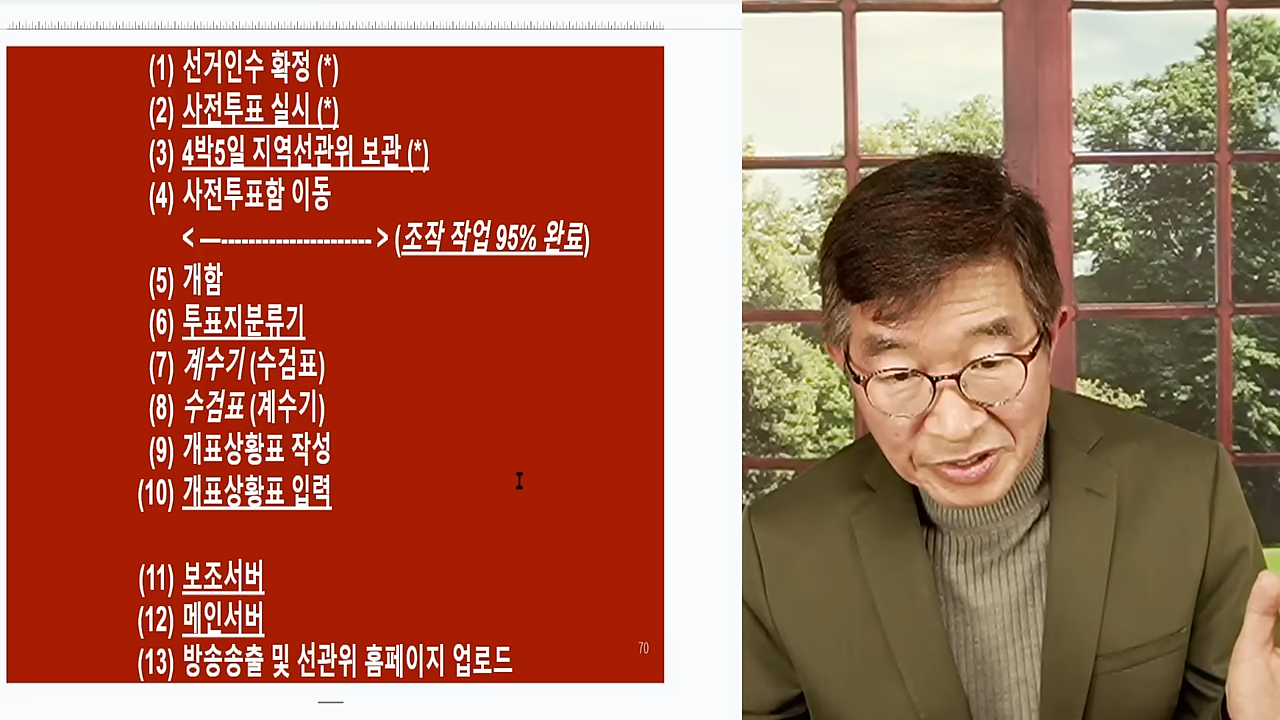 (1) 선거인수 확정 (*)
(2) 사전투표 실시 (*)
(3) 4박5일 지역선관위 보관 (*)
(4) 사전투표함 이동
< —---------------------- > (조작 작업 95% 완료)
(5) 개함
(6) 투표지분류기
(7) 계수기 (수검표)
(8) 수검표 (계수기)
(9) 개표상황표 작성
(10) 개표상황표 입력
(11) 보조서버
(12) 메인서버
(13) 방송송출 및 선관위 홈페이지 업로드
70